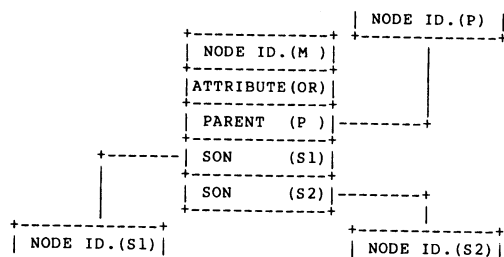 NODE ID.(P)
NODE ID.(M )
ATTRIBUTE(OR)
PARENT (P )
SON (S1)
SON (S2)
NODE ID.(S1)
NODE ID.(S2)